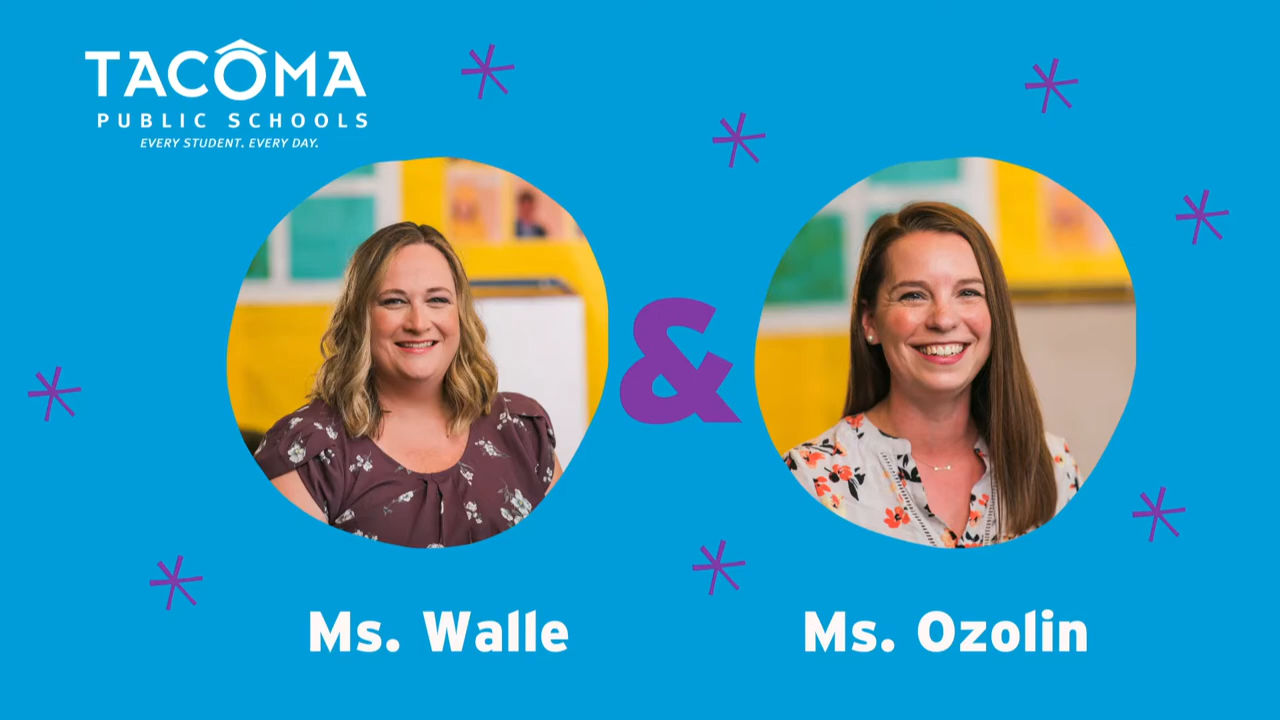 TACOMA
PUBLIC SCHOOLS
EVERY STUDENT. EVERY DAY.
&
Ms. Walle
Ms. Ozolin